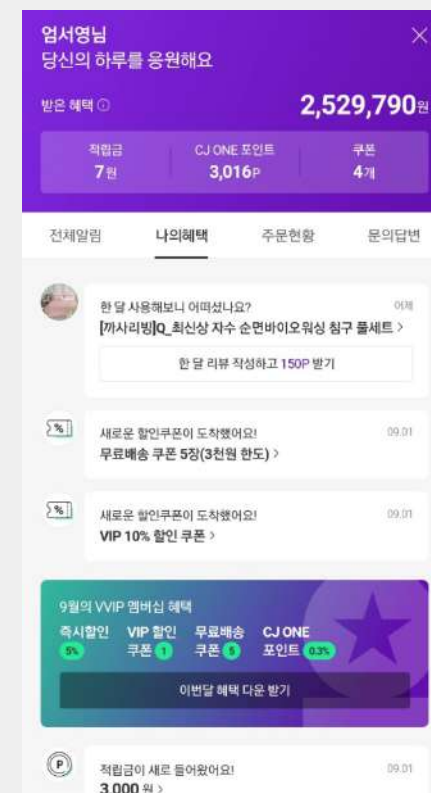 엄서영님
당신의 하루를 응원해요
받은 혜택
2,529,790원
적립금 CJ ONE 포인트 쿠폰
7원 3,016P 4개
전체알림 나의혜택 주문현황 문의답변
한 달 사용해보니 어떠셨나요? 어제
[까사리빙]Q_최신상 자수 순면바이오워싱 침구 풀세트 >
한 달 리뷰 작성하고 150P 받기
새로운 할인쿠폰이 도착했어요! 09.01
무료배송 쿠폰 5장(3천원 한도) >
새로운 할인쿠폰이 도착했어요! 09.01
VIP 10% 할인 쿠폰 >
9월의 VVIP 멤버십 혜택
즉시할인 VIP 할인 무료배송 CJ ONE
5% 쿠폰 1 쿠폰 5 포인트 0.3%
이번달 혜택 다운 받기
적립금이 새로 들어왔어요! 09.01
3,000 원 >